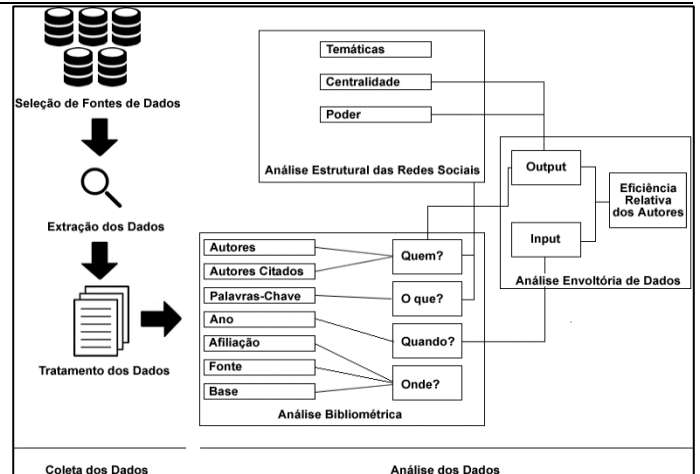 Seleção de Fontes de Dados
Extração dos Dados
Tratamento dos Dados
Temáticas
Centralidade
Poder
Análise Estrutural das Redes Sociais
Autores
Autores Citados
Palavras-Chave
Ano
Afiliação
Fonte
Base
Quem?
O que?
Quando?
Onde?
Análise Bibliométrica
Output
Input
Eficiência
Relativa
dos Autores
Análise Envoltória de Dados
Coleta dos Dados
Análise dos Dados